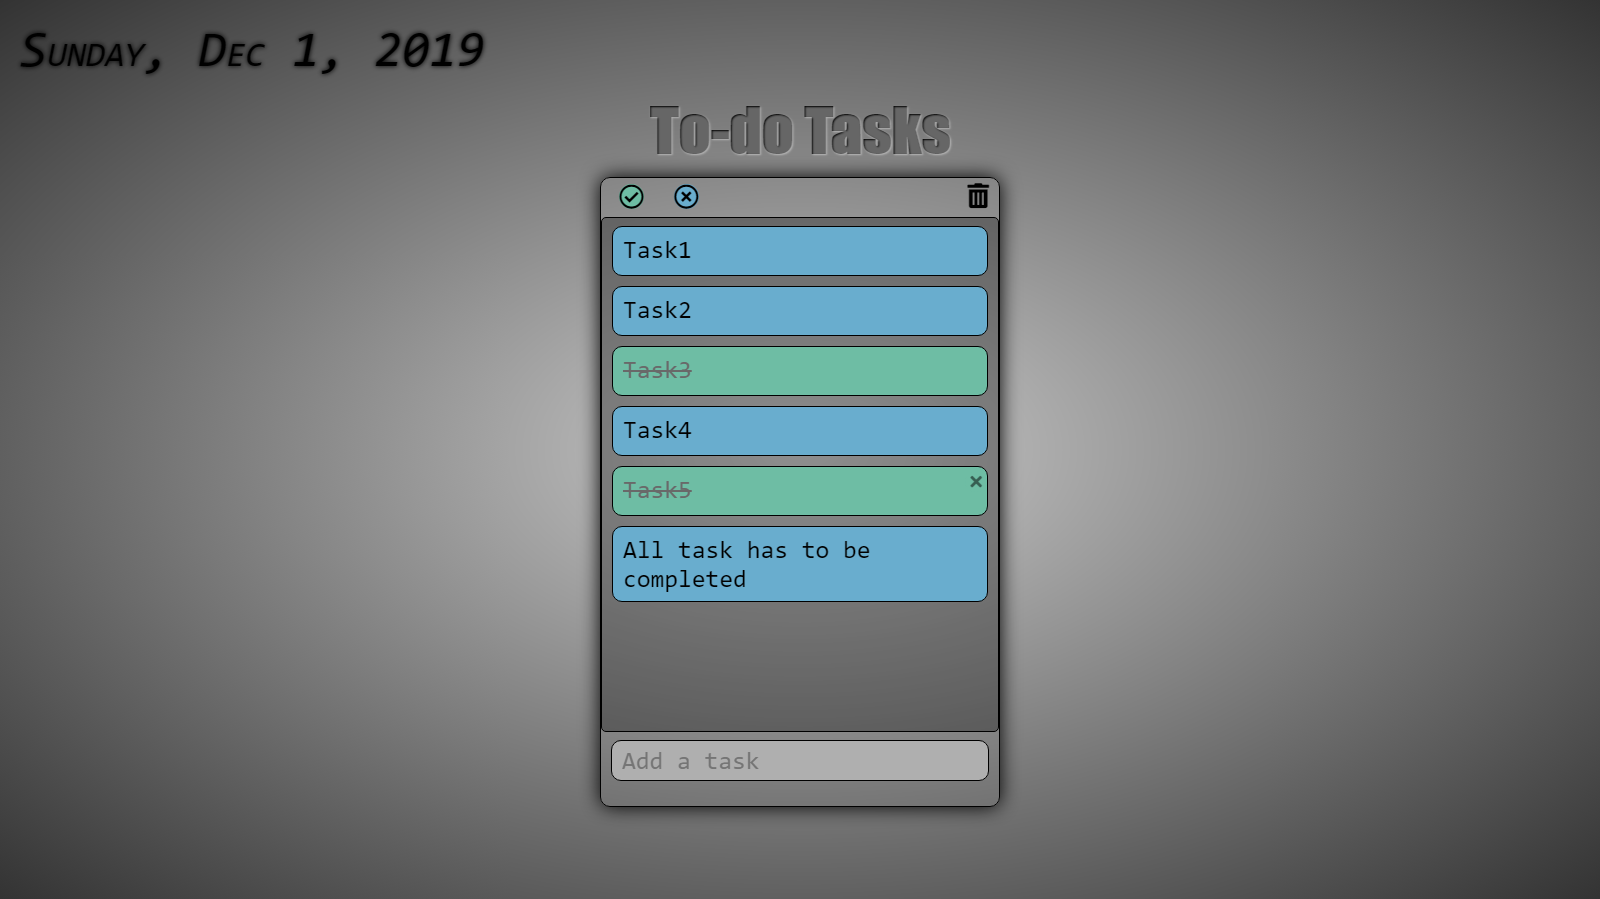 Sunday, Dec 1, 2019
To-do Tasks
Task1
Task2
Task3
Task4
Task5
All task has to be
completed
Add a task